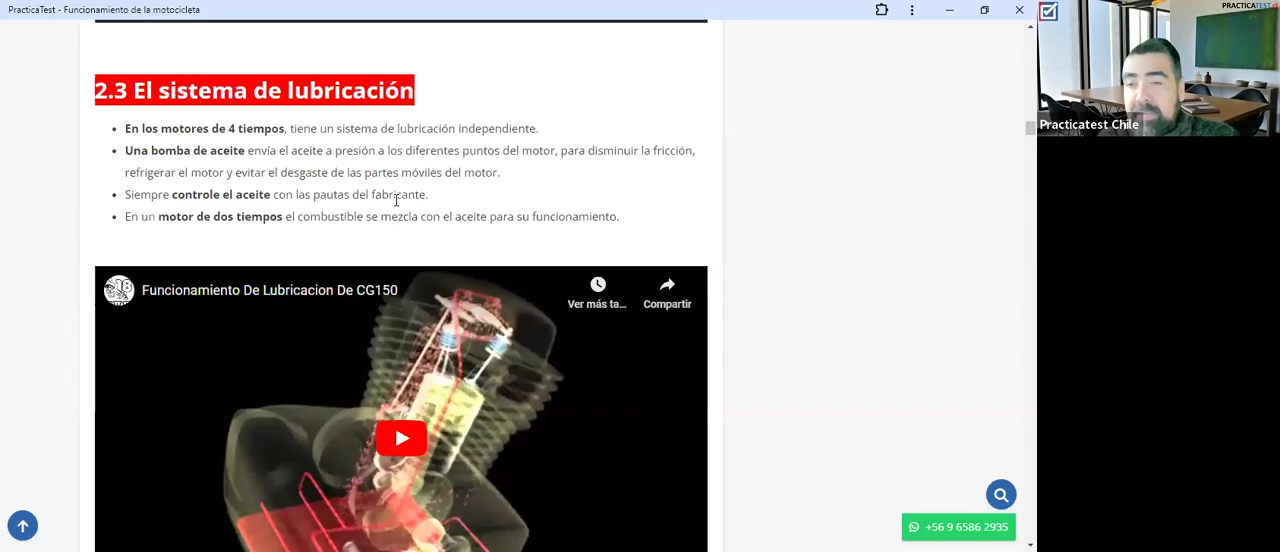 PracticaTest - Funcionamiento de la motocicleta
PRACTICATEST
Practicatest Chile
2.3 El sistema de lubricación
En los motores de 4 tiempos, tiene un sistema de lubricación independiente.
Una bomba de aceite envía el aceite a presión a los diferentes puntos del motor, para disminuir la fricción,
refrigerar el motor y evitar el desgaste de las partes móviles del motor.
Siempre controle el aceite con las pautas del fabricante.
En un motor de dos tiempos el combustible se mezcla con el aceite para su funcionamiento.
Funcionamiento De Lubricacion De CG150
Ver más ta...
Compartir
+56 9 6586 2935